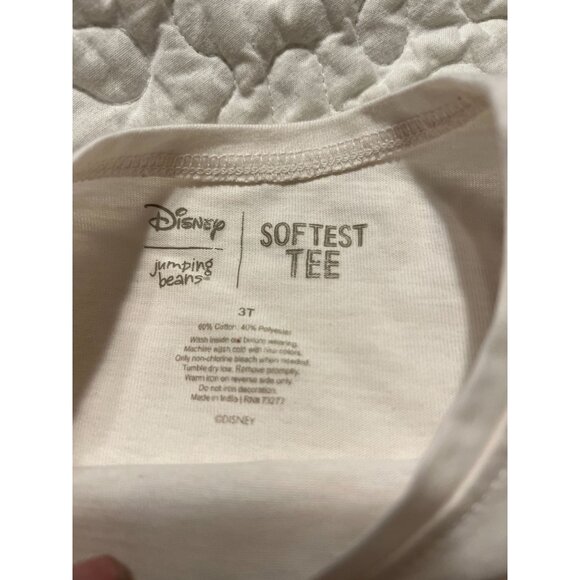 Disney
jumping
beans
SOFTEST
TEE
3T
60% Cotton 40% Polyester
Wash inside out before wearing.
Machine wash cold with like colors.
Only non-chlorine bleach when needed.
Tumble dry low. Remove promptly.
Warm iron on reverse side only.
Do not iron decoration.
Made in India | RN# 73277
©DISNEY